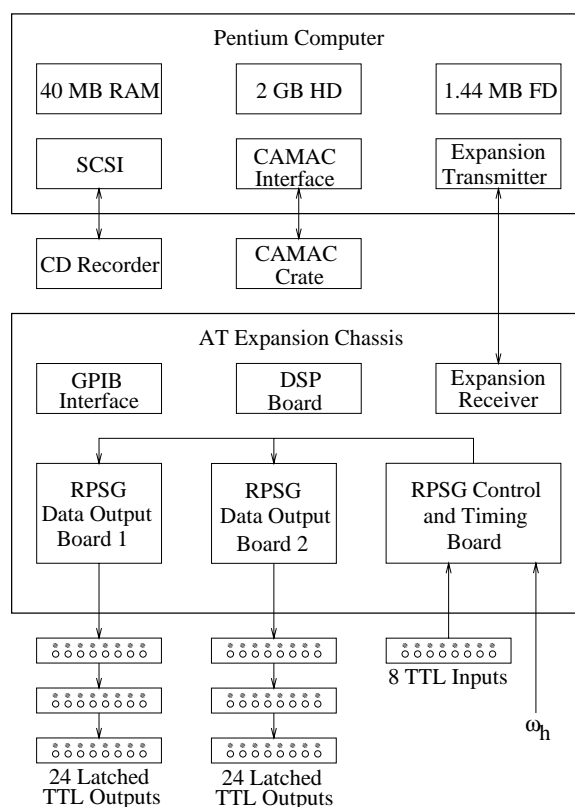 Pentium Computer
40 MB RAM
2 GB HD
1.44 MB FD
SCSI
CAMAC
Interface
Expansion
Transmitter
CD Recorder
CAMAC
Crate
AT Expansion Chassis
GPIB
Interface
DSP
Board
Expansion
Receiver
RPSG
Data Output
Board 1
RPSG
Data Output
Board 2
RPSG Control
and Timing
Board
8 TTL Inputs
ωh
24 Latched
TTL Outputs
24 Latched
TTL Outputs